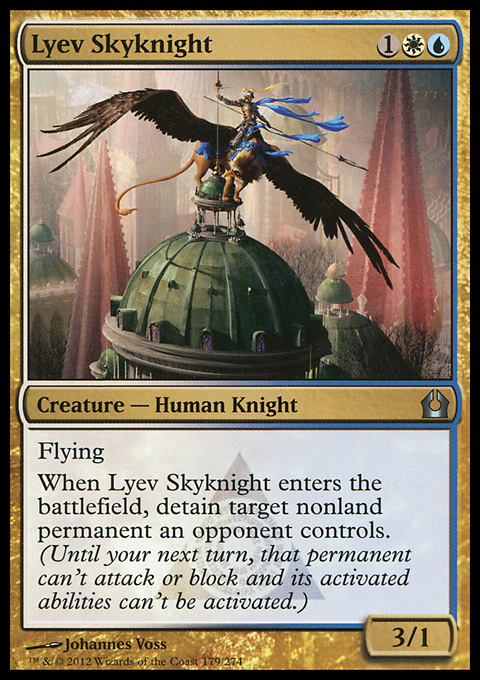 Lyev Skyknight 1
Creature — Human Knight
Flying
When Lyev Skyknight enters the
battlefield, detain target nonland
permanent an opponent controls.
(Until your next turn, that permanent
can't attack or block and its activated
abilities can't be activated.)
3/1
Johannes Voss
™ & © 2012 Wizards of the Coast 179/274